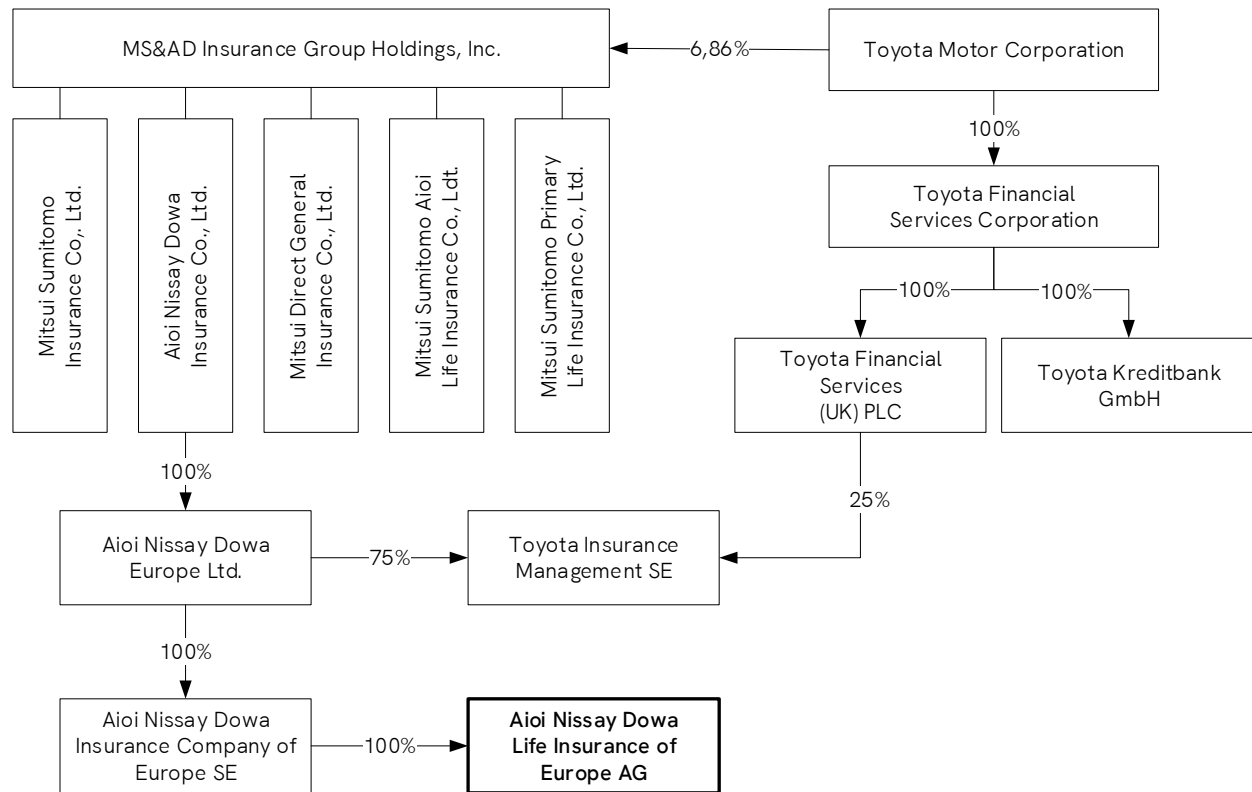 MS&AD Insurance Group Holdings, Inc.
6,86%
Toyota Motor Corporation
100%
Mitsui Sumitomo
Insurance Co,. Ltd.
Aioi Nissay Dowa
Insurance Co., Ltd.
Mitsui Direct General
Insurance Co., Ltd.
Mitsui Sumitomo Aioi
Life Insurance Co., Ldt.
Mitsui Sumitomo Primary
Life Insurance Co., Ltd.
Toyota Financial
Services Corporation
100%
100%
Toyota Financial
Services
(UK) PLC
Toyota Kreditbank
GmbH
100%
25%
Aioi Nissay Dowa
Europe Ltd.
75%
Toyota Insurance
Management SE
100%
Aioi Nissay Dowa
Insurance Company of
Europe SE
100%
Aioi Nissay Dowa
Life Insurance of
Europe AG